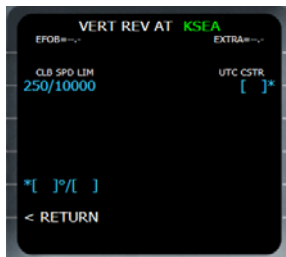 VERT REV AT KSEA
EFOB=--.- EXTRA=--.-
CLB SPD LIM UTC CSTR
250/10000 [ ]*
*[ ]º/[ ]
< RETURN